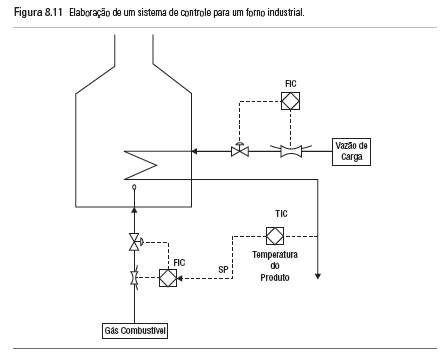 Figura 8.11 Elaboração de um sistema de controle para um forno industrial.
FIC
Vazão de
Carga
TIC
Temperatura
do
Produto
FIC
SP
Gás Combustível